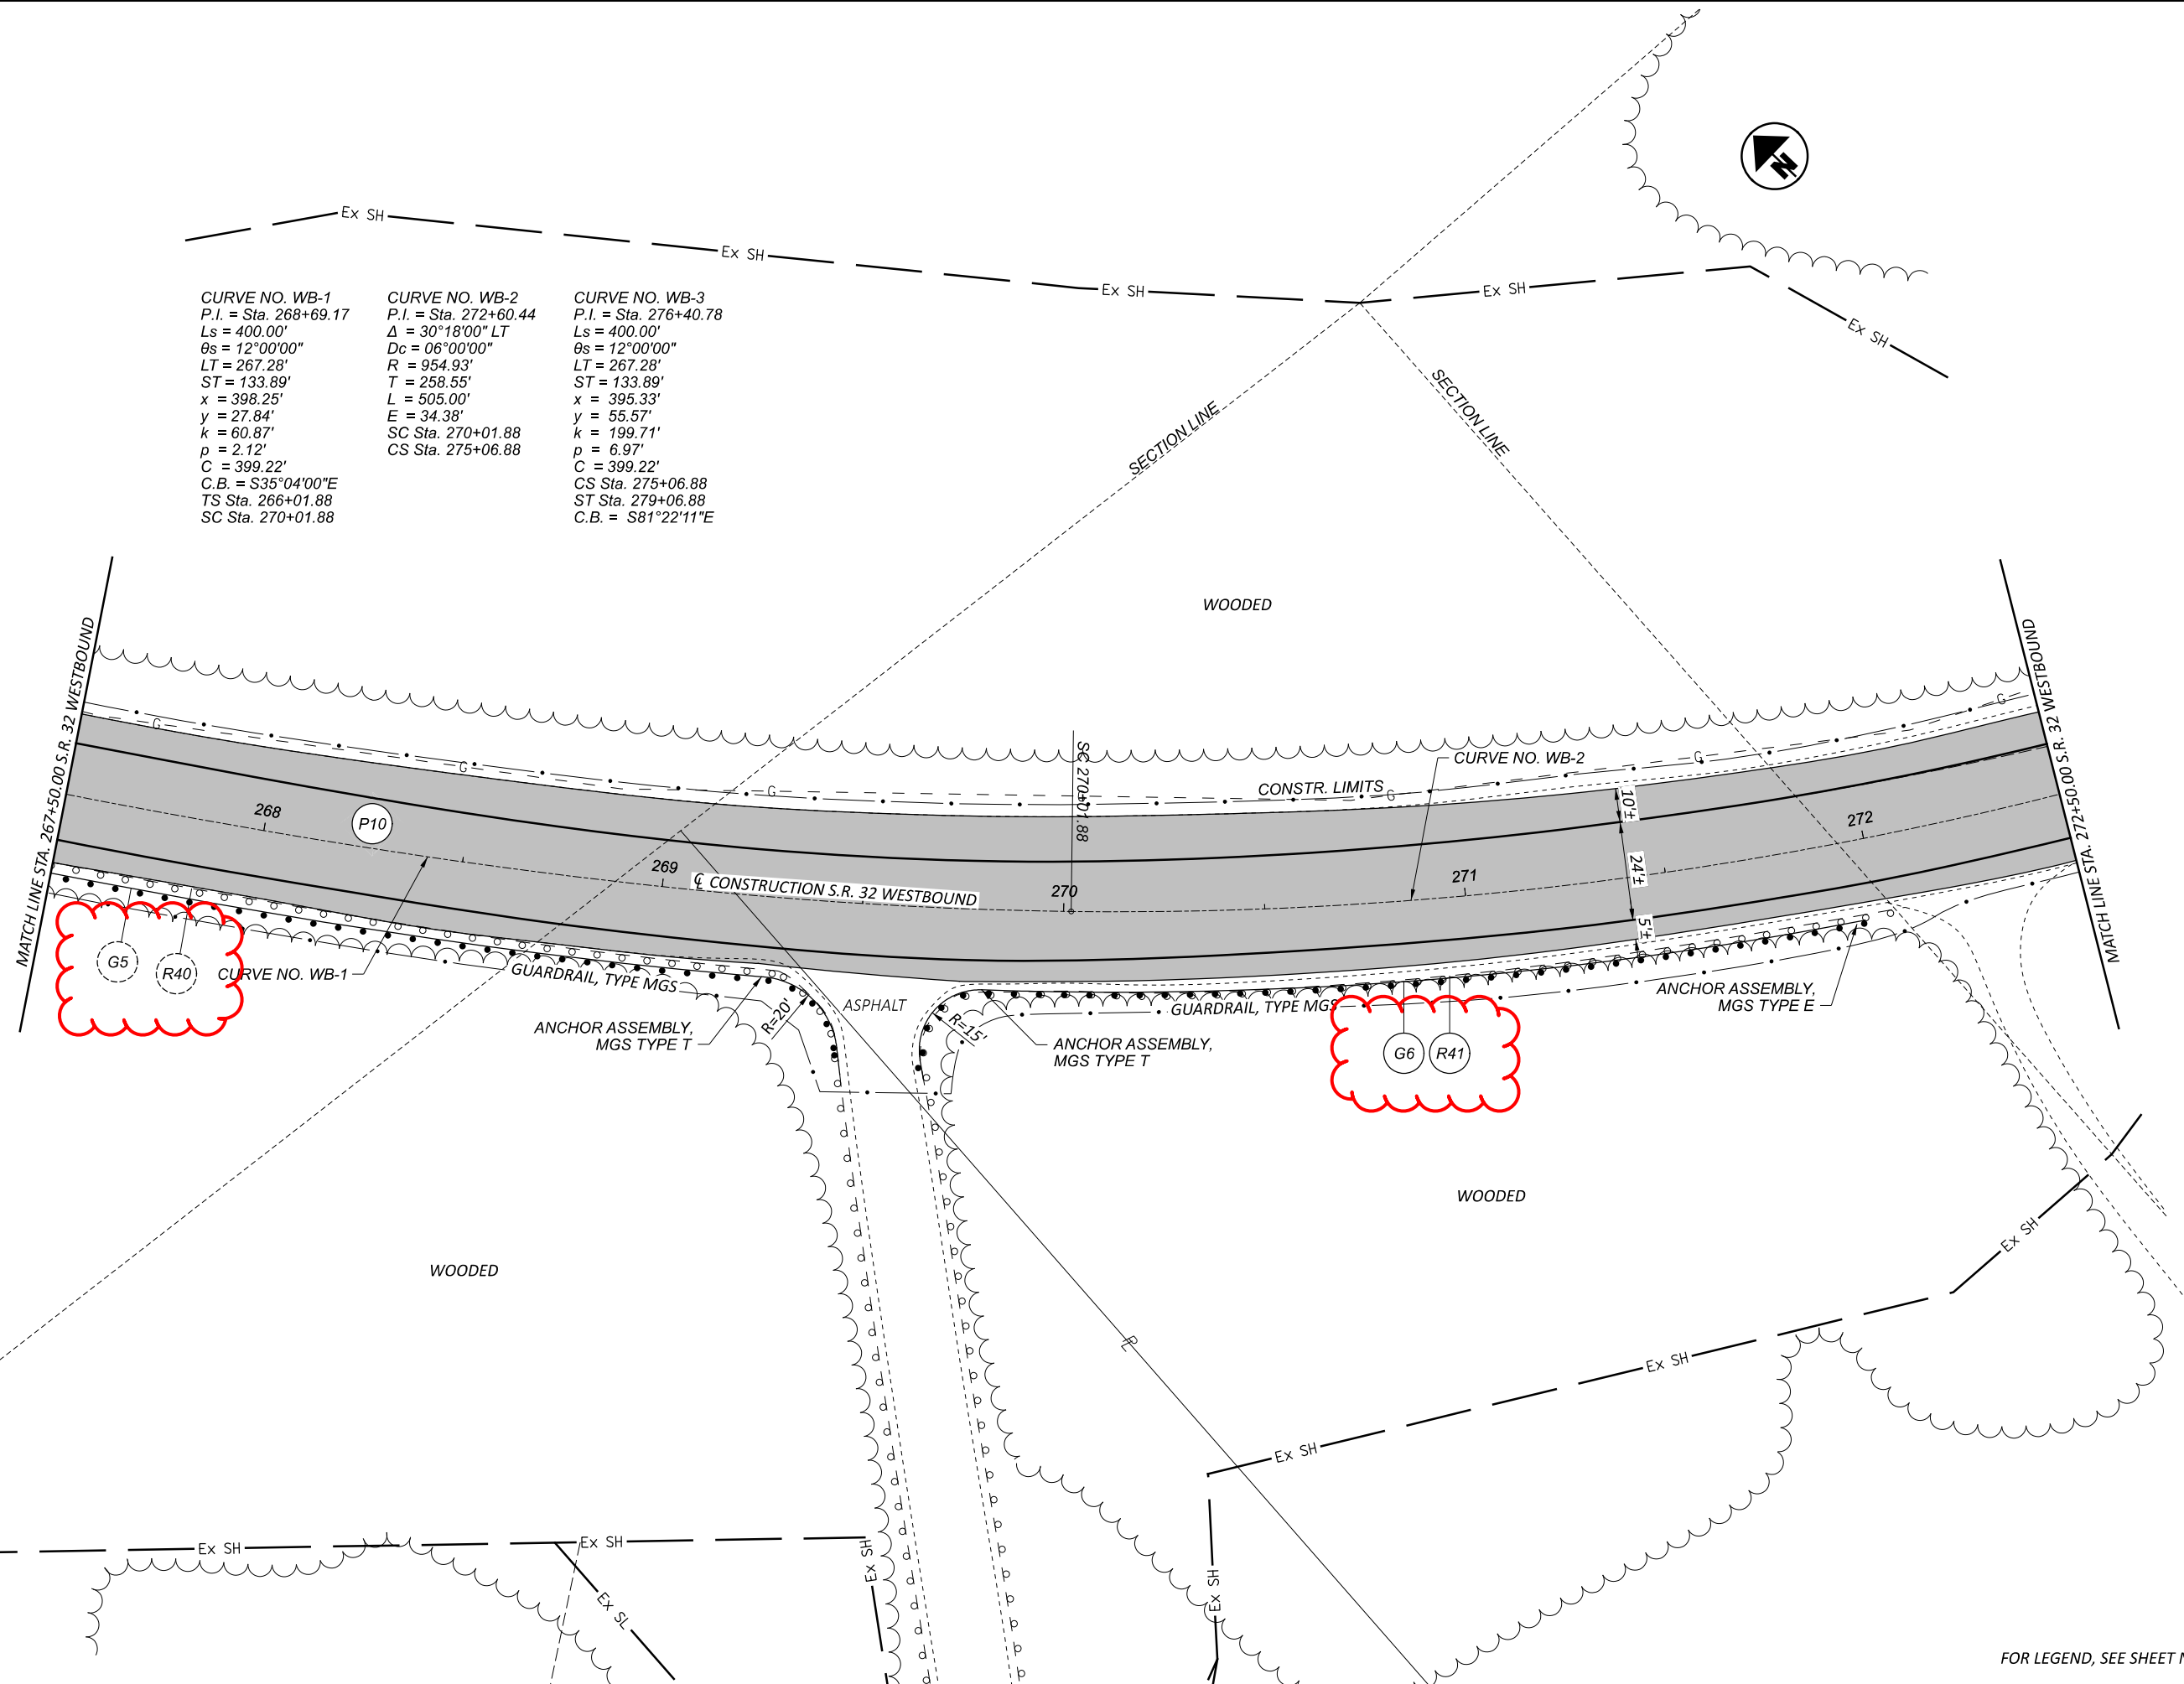 N
Ex SH
Ex SH
Ex SH
Ex SH
Ex SH
CURVE NO. WB-1
P.I. = Sta. 268+69.17
Ls = 400.00'
θs = 12°00'00"
LT = 267.28'
ST = 133.89'
x = 398.25'
y = 27.84'
k = 60.87'
p = 2.12'
C = 399.22'
C.B. = S35°04'00"E
TS Sta. 266+01.88
SC Sta. 270+01.88
CURVE NO. WB-2
P.I. = Sta. 272+60.44
Δ = 30°18'00" LT
Dc = 06°00'00"
R = 954.93'
T = 258.55'
L = 505.00'
E = 34.38'
SC Sta. 270+01.88
CS Sta. 275+06.88
CURVE NO. WB-3
P.I. = Sta. 276+40.78
Ls = 400.00'
θs = 12°00'00"
LT = 267.28'
ST = 133.89'
x = 395.33'
y = 55.57'
k = 199.71'
p = 6.97'
C = 399.22'
CS Sta. 275+06.88
ST Sta. 279+06.88
C.B. = S81°22'11"E
SECTION LINE
SECTION LINE
WOODED
MATCH LINE STA. 267+50.00 S.R. 32 WESTBOUND
MATCH LINE STA. 272+50.00 S.R. 32 WESTBOUND
G
G
G
G
G
G
SC 270+01.88
CURVE NO. WB-2
CONSTR. LIMITS
268
P10
269
℄ CONSTRUCTION S.R. 32 WESTBOUND
270
271
272
10'±
24'±
5'±
G5
R40
CURVE NO. WB-1
GUARDRAIL, TYPE MGS
ANCHOR ASSEMBLY,
MGS TYPE T
R=20'
ASPHALT
R=15'
ANCHOR ASSEMBLY,
MGS TYPE T
GUARDRAIL, TYPE MGS
G6
R41
ANCHOR ASSEMBLY,
MGS TYPE E
WOODED
WOODED
PL
Ex SH
Ex SH
Ex SH
Ex SH
Ex SH
Ex SH
Ex SH
Ex SL
FOR LEGEND, SEE SHEET